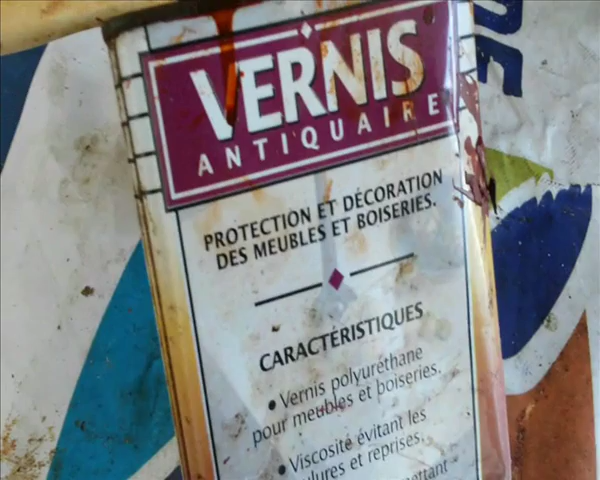 VERNIS
ANTIQUAIRE
PROTECTION ET DÉCORATION
DES MEUBLES ET BOISERIES.
CARACTÉRISTIQUES
• Vernis polyuréthane
pour meubles et boiseries.
• Viscosité évitant les
et reprises.